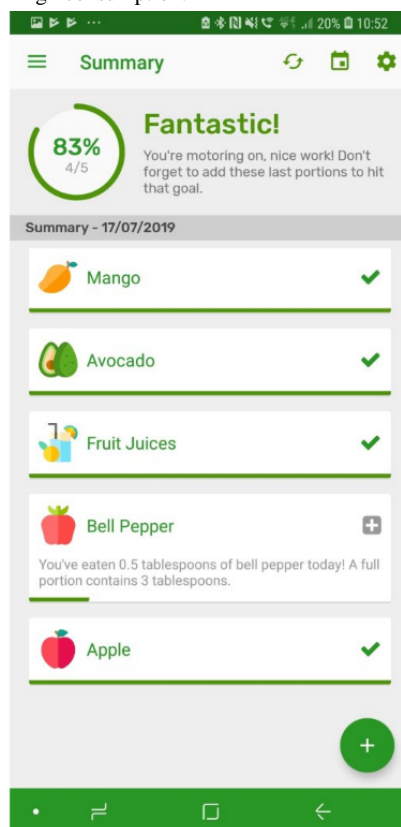 20% 10:52
Summary
83%
4/5
Fantastic!
You're motoring on, nice work! Don't
forget to add these last portions to hit
that goal.
Summary - 17/07/2019
Mango
Avocado
Fruit Juices
Bell Pepper
You've eaten 0.5 tablespoons of bell pepper today! A full
portion contains 3 tablespoons.
Apple